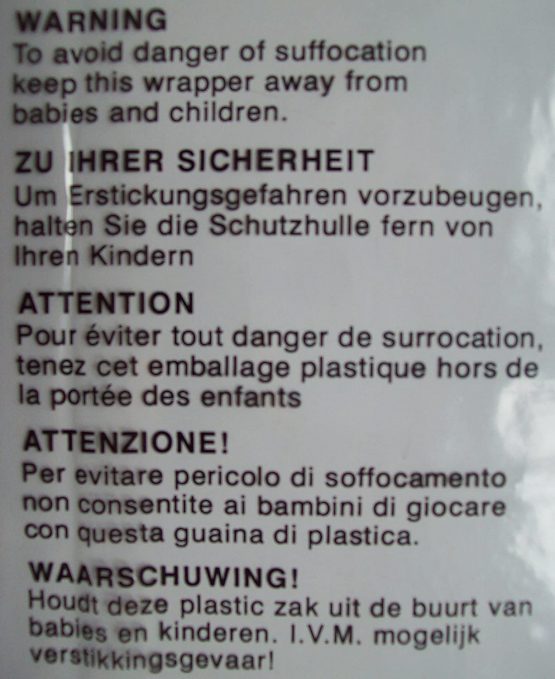 WARNING
To avoid danger of suffocation
keep this wrapper away from
babies and children.
ZU IHRER SICHERHEIT
Um Erstickungsgefahren vorzubeugen,
halten Sie die Schutzhulle fern von
Ihren Kindern
ATTENTION
Pour éviter tout danger de surrocation,
tenez cet emballage plastique hors de
la portée des enfants
ATTENZIONE!
Per evitare pericolo di soffocamento
non consentite ai bambini di giocare
con questa guaina di plastica.
WAARSCHUWING!
Houdt deze plastic zak uit de buurt van
babies en kinderen. I.V.M. mogelijk
verstikkingsgevaar!